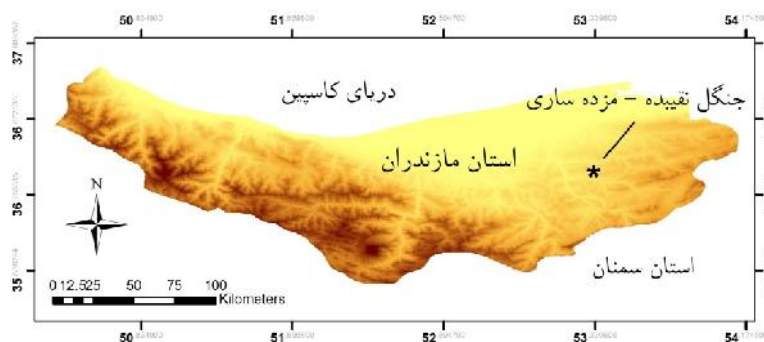 50 51 52 53 54
37
دریای کاسپین
جنگل نقیبده - مزده ساری
36
استان مازندران
36
N
استان سمنان
35
0 12.525 50 75 100
Kilometers
50 51 52 53 54